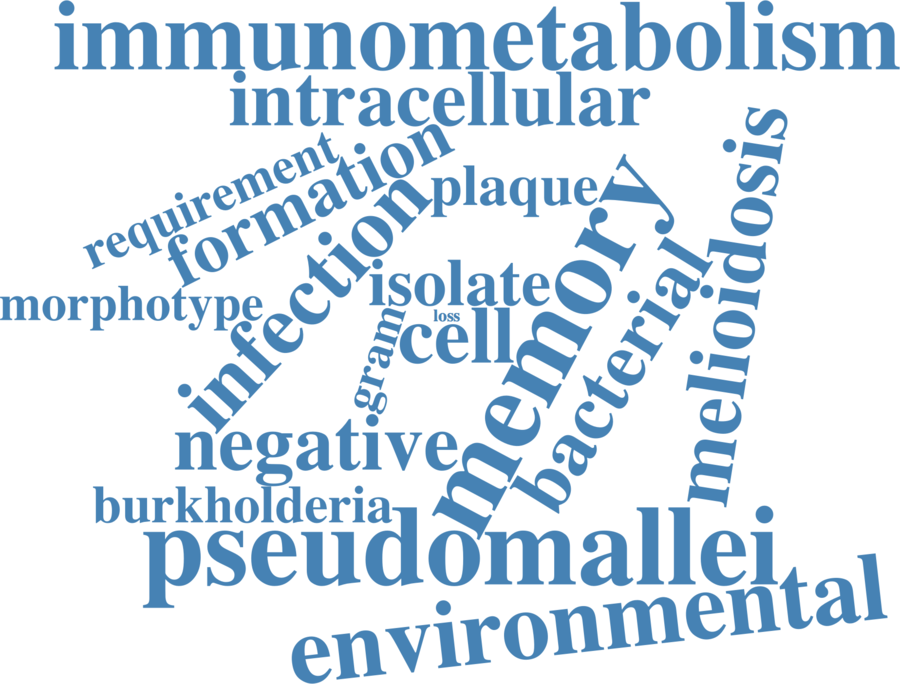 immunometabolism
intracellular
requirement
formation
plaque
infection
memory
melioidosis
morphotype
isolate
loss
cell
gram
bacterial
negative
burkholderia
pseudomallei
environmental